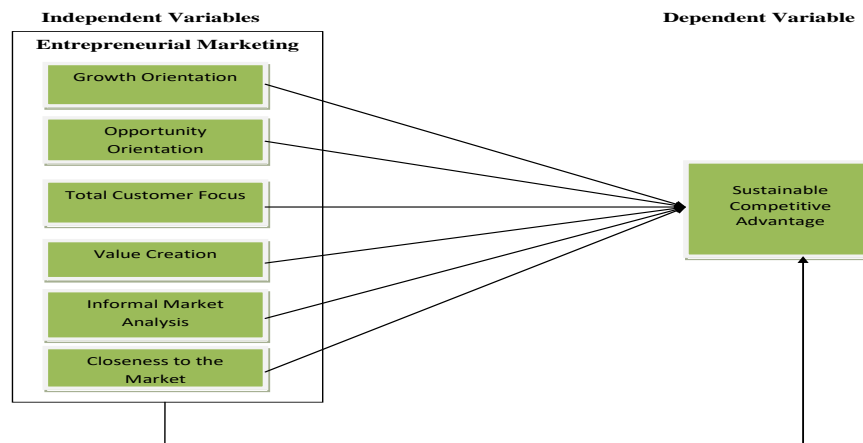 Independent Variables
Dependent Variable
Entrepreneurial Marketing
Growth Orientation
Opportunity
Orientation
Total Customer Focus
Value Creation
Informal Market
Analysis
Closeness to the
Market
Sustainable
Competitive
Advantage